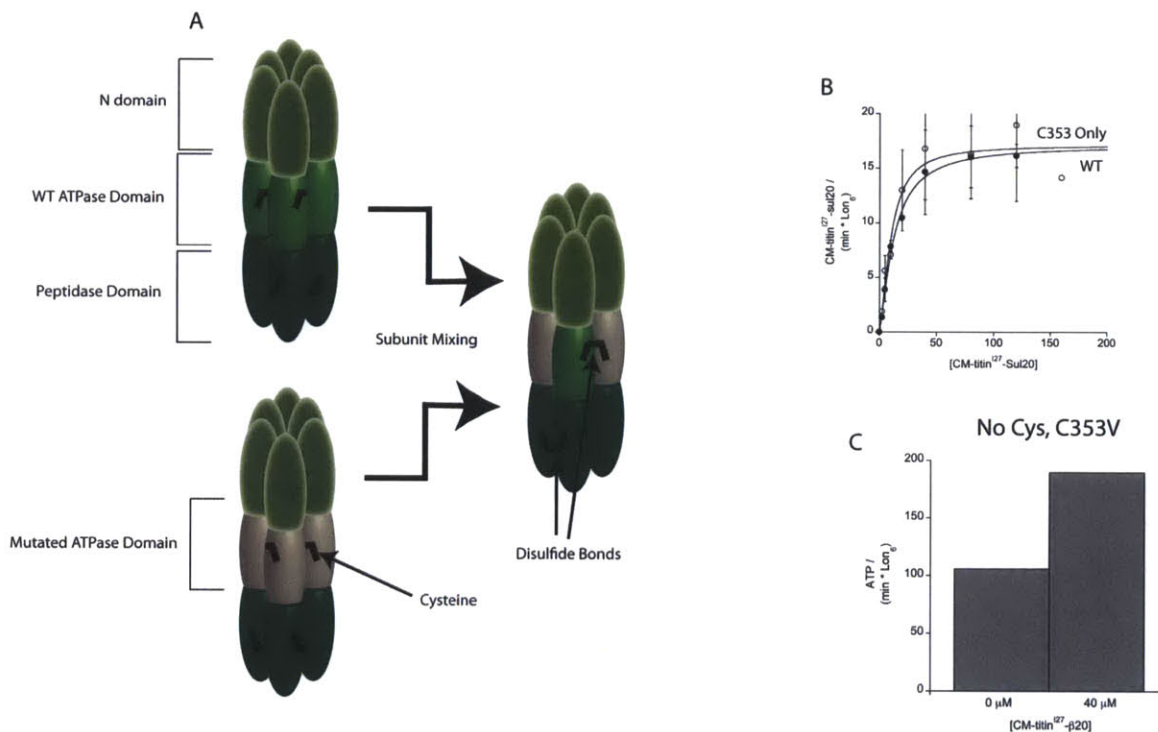 A
N domain
WT ATPase Domain
Peptidase Domain
Subunit Mixing
Mutated ATPase Domain
Cysteine
Disulfide Bonds
B
CM-titin^I27-sul20 /
(min * Lon₆)
20
15
10
5
0
C353 Only
WT
0 50 100 150 200
[CM-titin^I27-Sul20]
C
No Cys, C353V
ATP /
(min * Lon₆)
200
150
100
50
0
0 µM 40 µM
[CM-titin^I27-β20]